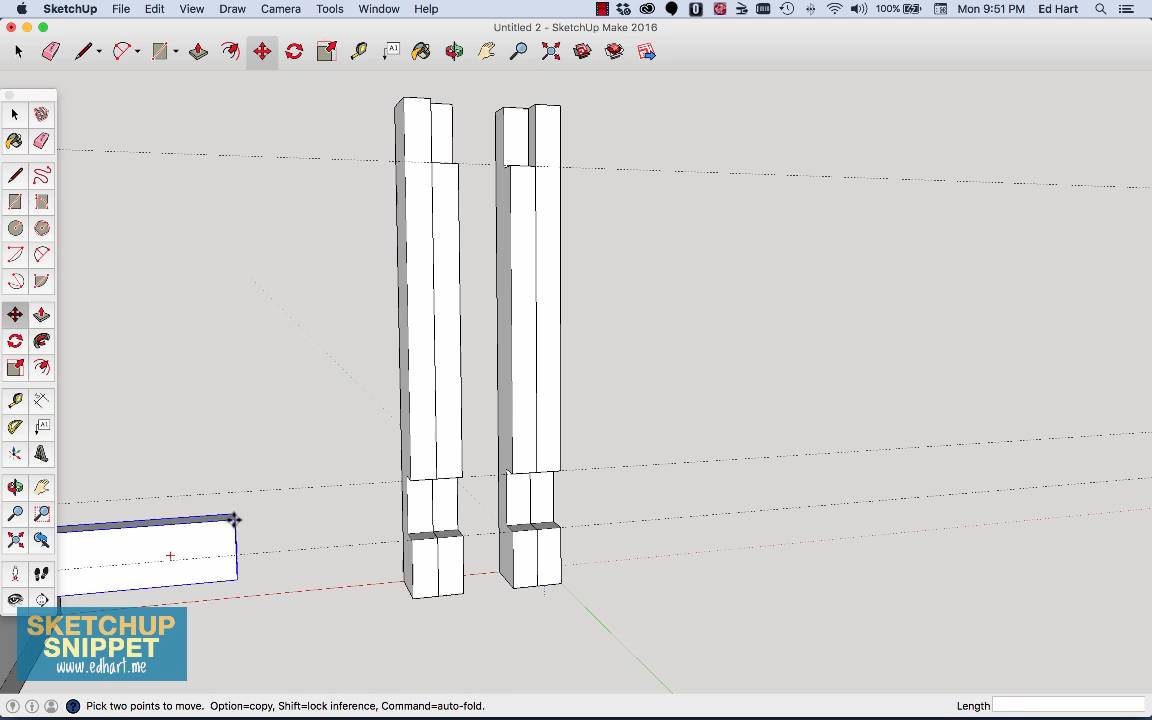 SketchUp File Edit View Draw Camera Tools Window Help 100% Mon 9:51 PM Ed Hart
Untitled 2 - SketchUp Make 2016
A1
A1
SKETCHUP
SNIPPET
www.edhart.me
Pick two points to move. Option=copy, Shift=lock inference, Command=auto-fold.
Length